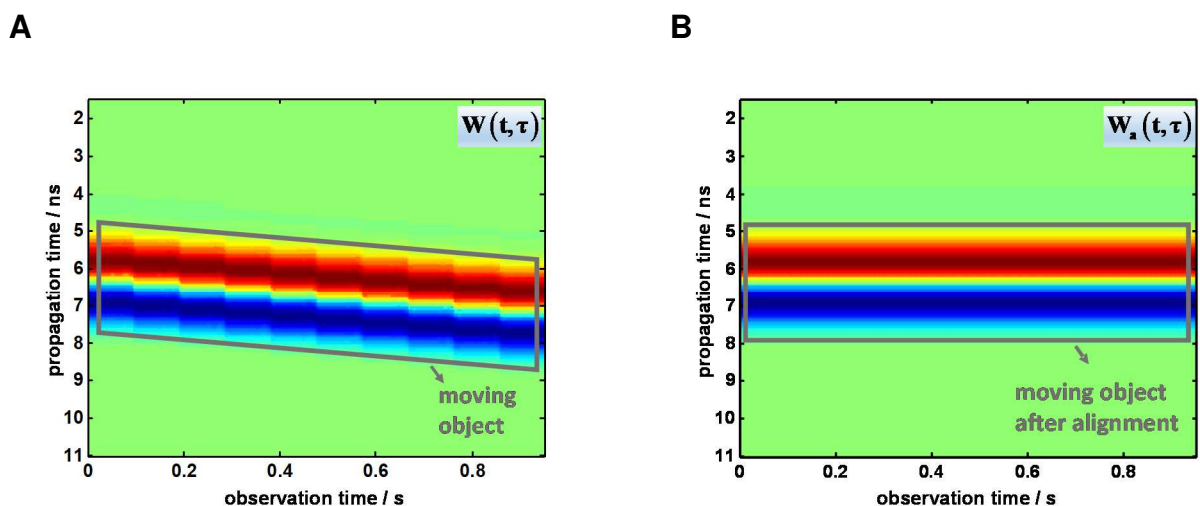 A
B
W(t,τ)
propagation time / ns
2
3
4
5
6
7
8
9
10
11
0
0.2
0.4
0.6
0.8
observation time / s
moving
object
W_a(t,τ)
propagation time / ns
2
3
4
5
6
7
8
9
10
11
0
0.2
0.4
0.6
0.8
observation time / s
moving object
after alignment